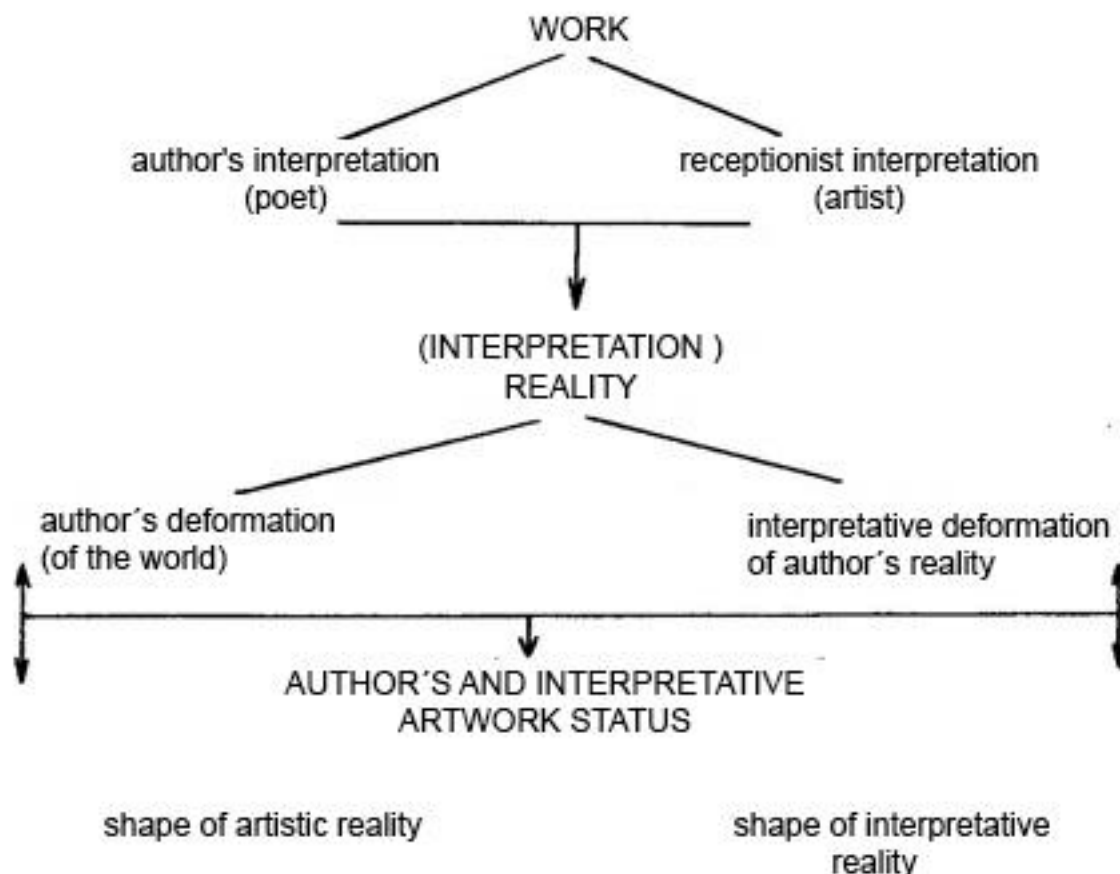 WORK
author's interpretation
(poet)
receptionist interpretation
(artist)
(INTERPRETATION )
REALITY
author´s deformation
(of the world)
interpretative deformation
of author´s reality
AUTHOR´S AND INTERPRETATIVE
ARTWORK STATUS
shape of artistic reality
shape of interpretative
reality